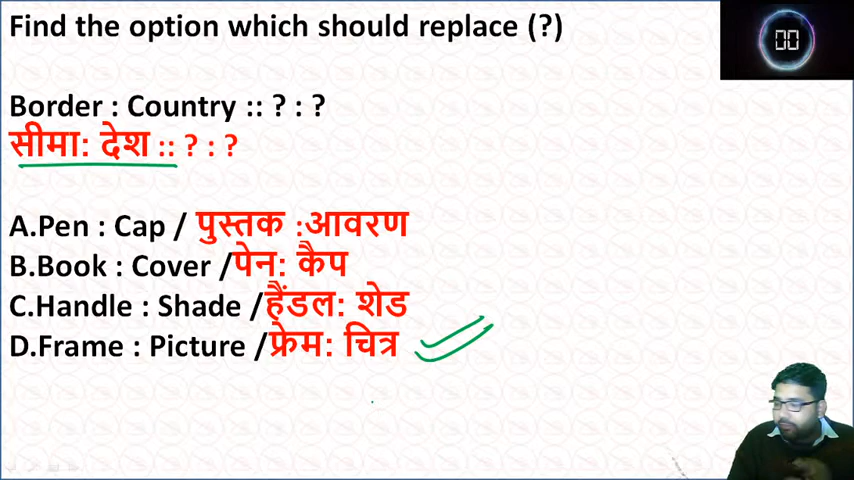 Find the option which should replace (?)
00
Border : Country :: ? : ?
सीमा: देश :: ? : ?
A.Pen : Cap / पुस्तक :आवरण
B.Book : Cover /पेन: कैप
C.Handle : Shade /हैंडल: शेड
D.Frame : Picture /फ्रेम: चित्र